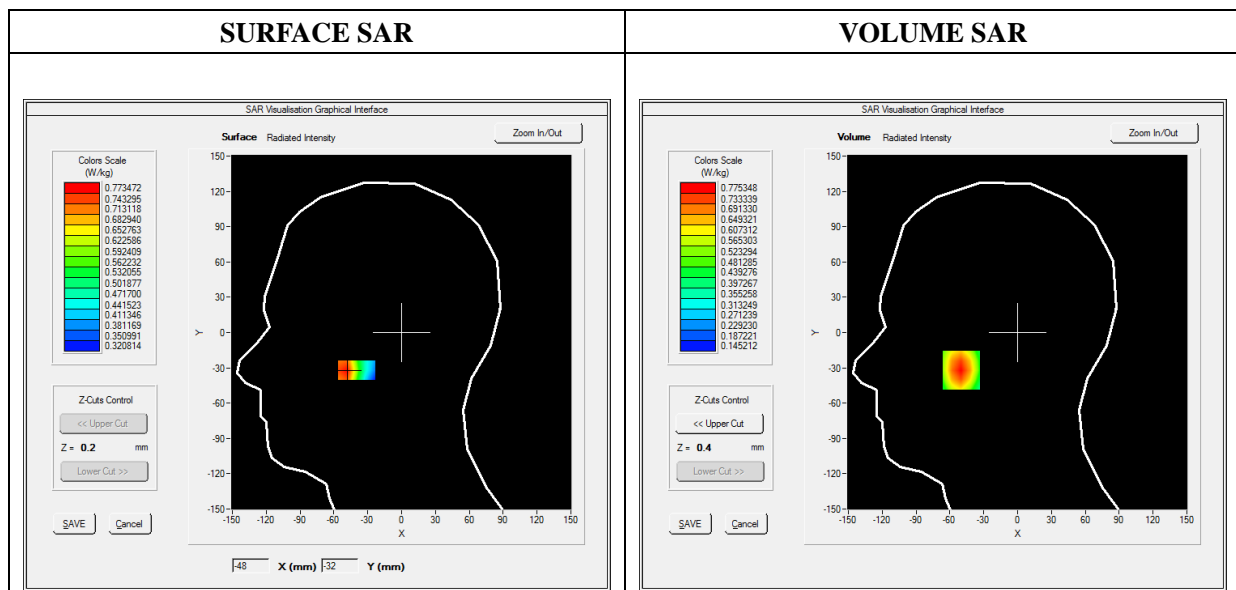 SURFACE SAR
VOLUME SAR
SAR Visualisation Graphical Interface
Surface Radiated Intensity
Zoom In/Out
Colors Scale
(W/kg)
0.773472
0.743295
0.713118
0.682940
0.652763
0.622586
0.592409
0.562232
0.532055
0.501877
0.471700
0.441523
0.411346
0.381169
0.350991
0.320814
150
120
90
60
30
0
-30
-60
-90
-120
-150
Y
-150 -120 -90 -60 -30 0 30 60 90 120 150
X
Z-Cuts Control
<< Upper Cut
Z = 0.2 mm
Lower Cut >>
SAVE Cancel
-48 X (mm) -32 Y (mm)
SAR Visualisation Graphical Interface
Volume Radiated Intensity
Zoom In/Out
Colors Scale
(W/kg)
0.775348
0.733339
0.691330
0.649321
0.607312
0.565303
0.523294
0.481285
0.439276
0.397267
0.355258
0.313249
0.271239
0.229230
0.187221
0.145212
150
120
90
60
30
0
-30
-60
-90
-120
-150
Y
-150 -120 -90 -60 -30 0 30 60 90 120 150
X
Z-Cuts Control
<< Upper Cut
Z = 0.4 mm
Lower Cut >>
SAVE Cancel